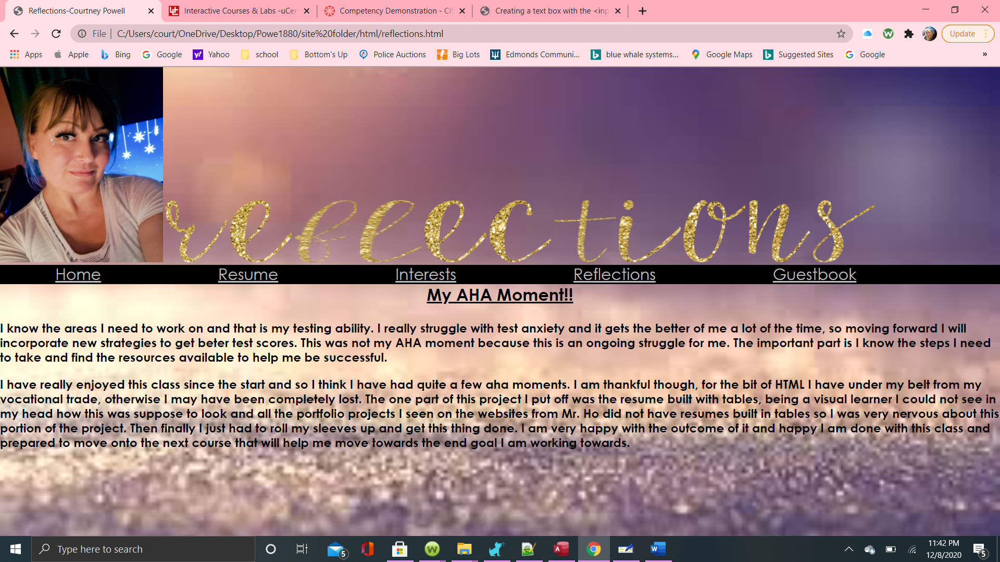 Reflections-Courtney Powell
Interactive Courses & Labs -uCer
Competency Demonstration - CIS
Creating a text box with the <inp
File
C:/Users/court/OneDrive/Desktop/Powe1880/site%20folder/html/reflections.html
Update
Apps Apple Bing Google Yahoo school Bottom's Up Police Auctions Big Lots Edmonds Communi... blue whale systems... Google Maps Suggested Sites Google »
reflections
Home Resume Interests Reflections Guestbook
My AHA Moment!!
I know the areas I need to work on and that is my testing ability. I really struggle with test anxiety and it gets the better of me a lot of the time, so moving forward I will
incorporate new strategies to get beter test scores. This was not my AHA moment because this is an ongoing struggle for me. The important part is I know the steps I need
to take and find the resources available to help me be successful.
I have really enjoyed this class since the start and so I think I have had quite a few aha moments. I am thankful though, for the bit of HTML I have under my belt from my
vocational trade, otherwise I may have been completely lost. The one part of this project I put off was the resume built with tables, being a visual learner I could not see in
my head how this was suppose to look and all the portfolio projects I seen on the websites from Mr. Ho did not have resumes built in tables so I was very nervous about this
portion of the project. Then finally I just had to roll my sleeves up and get this thing done. I am very happy with the outcome of it and happy I am done with this class and
prepared to move onto the next course that will help me move towards the end goal I am working towards.
Type here to search
5
11:42 PM
12/8/2020
5